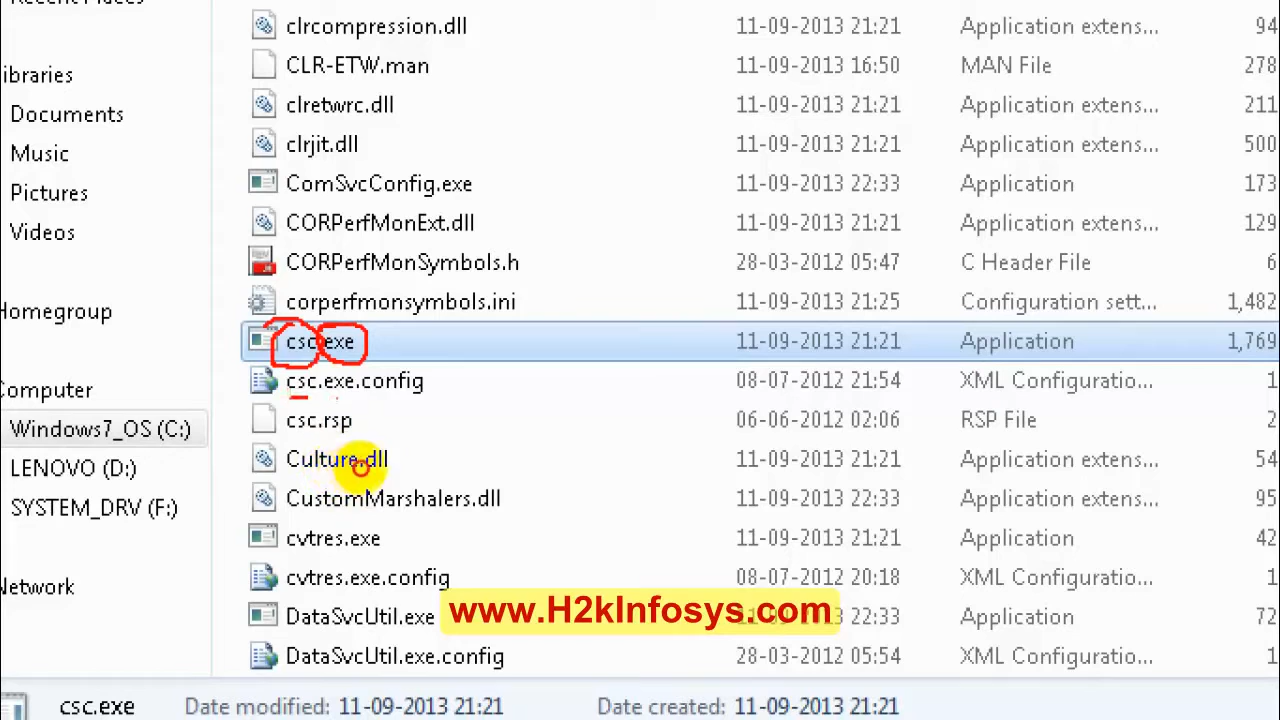 Recent Places
ibraries
Documents
Music
Pictures
Videos
Homegroup
Computer
Windows7_OS (C:)
LENOVO (D:)
SYSTEM_DRV (F:)
Network
clrcompression.dll 11-09-2013 21:21 Application extens... 94
CLR-ETW.man 11-09-2013 16:50 MAN File 278
clretwrc.dll 11-09-2013 21:21 Application extens... 211
clrjit.dll 11-09-2013 21:21 Application extens... 500
ComSvcConfig.exe 11-09-2013 22:33 Application 173
CORPerfMonExt.dll 11-09-2013 21:21 Application extens... 129
CORPerfMonSymbols.h 28-03-2012 05:47 C Header File 6
corperfmonsymbols.ini 11-09-2013 21:25 Configuration sett... 1,482
csc.exe 11-09-2013 21:21 Application 1,769
csc.exe.config 08-07-2012 21:54 XML Configuratio... 1
csc.rsp 06-06-2012 02:06 RSP File 2
Culture.dll 11-09-2013 21:21 Application extens... 54
CustomMarshalers.dll 11-09-2013 22:33 Application extens... 95
cvtres.exe 11-09-2013 21:21 Application 42
cvtres.exe.config 08-07-2012 20:18 XML Configuratio... 1
DataSvcUtil.exe 22:33 Application 72
DataSvcUtil.exe.config 28-03-2012 05:54 XML Configuratio... 1
www.H2kInfosys.com
csc.exe Date modified: 11-09-2013 21:21 Date created: 11-09-2013 21:21